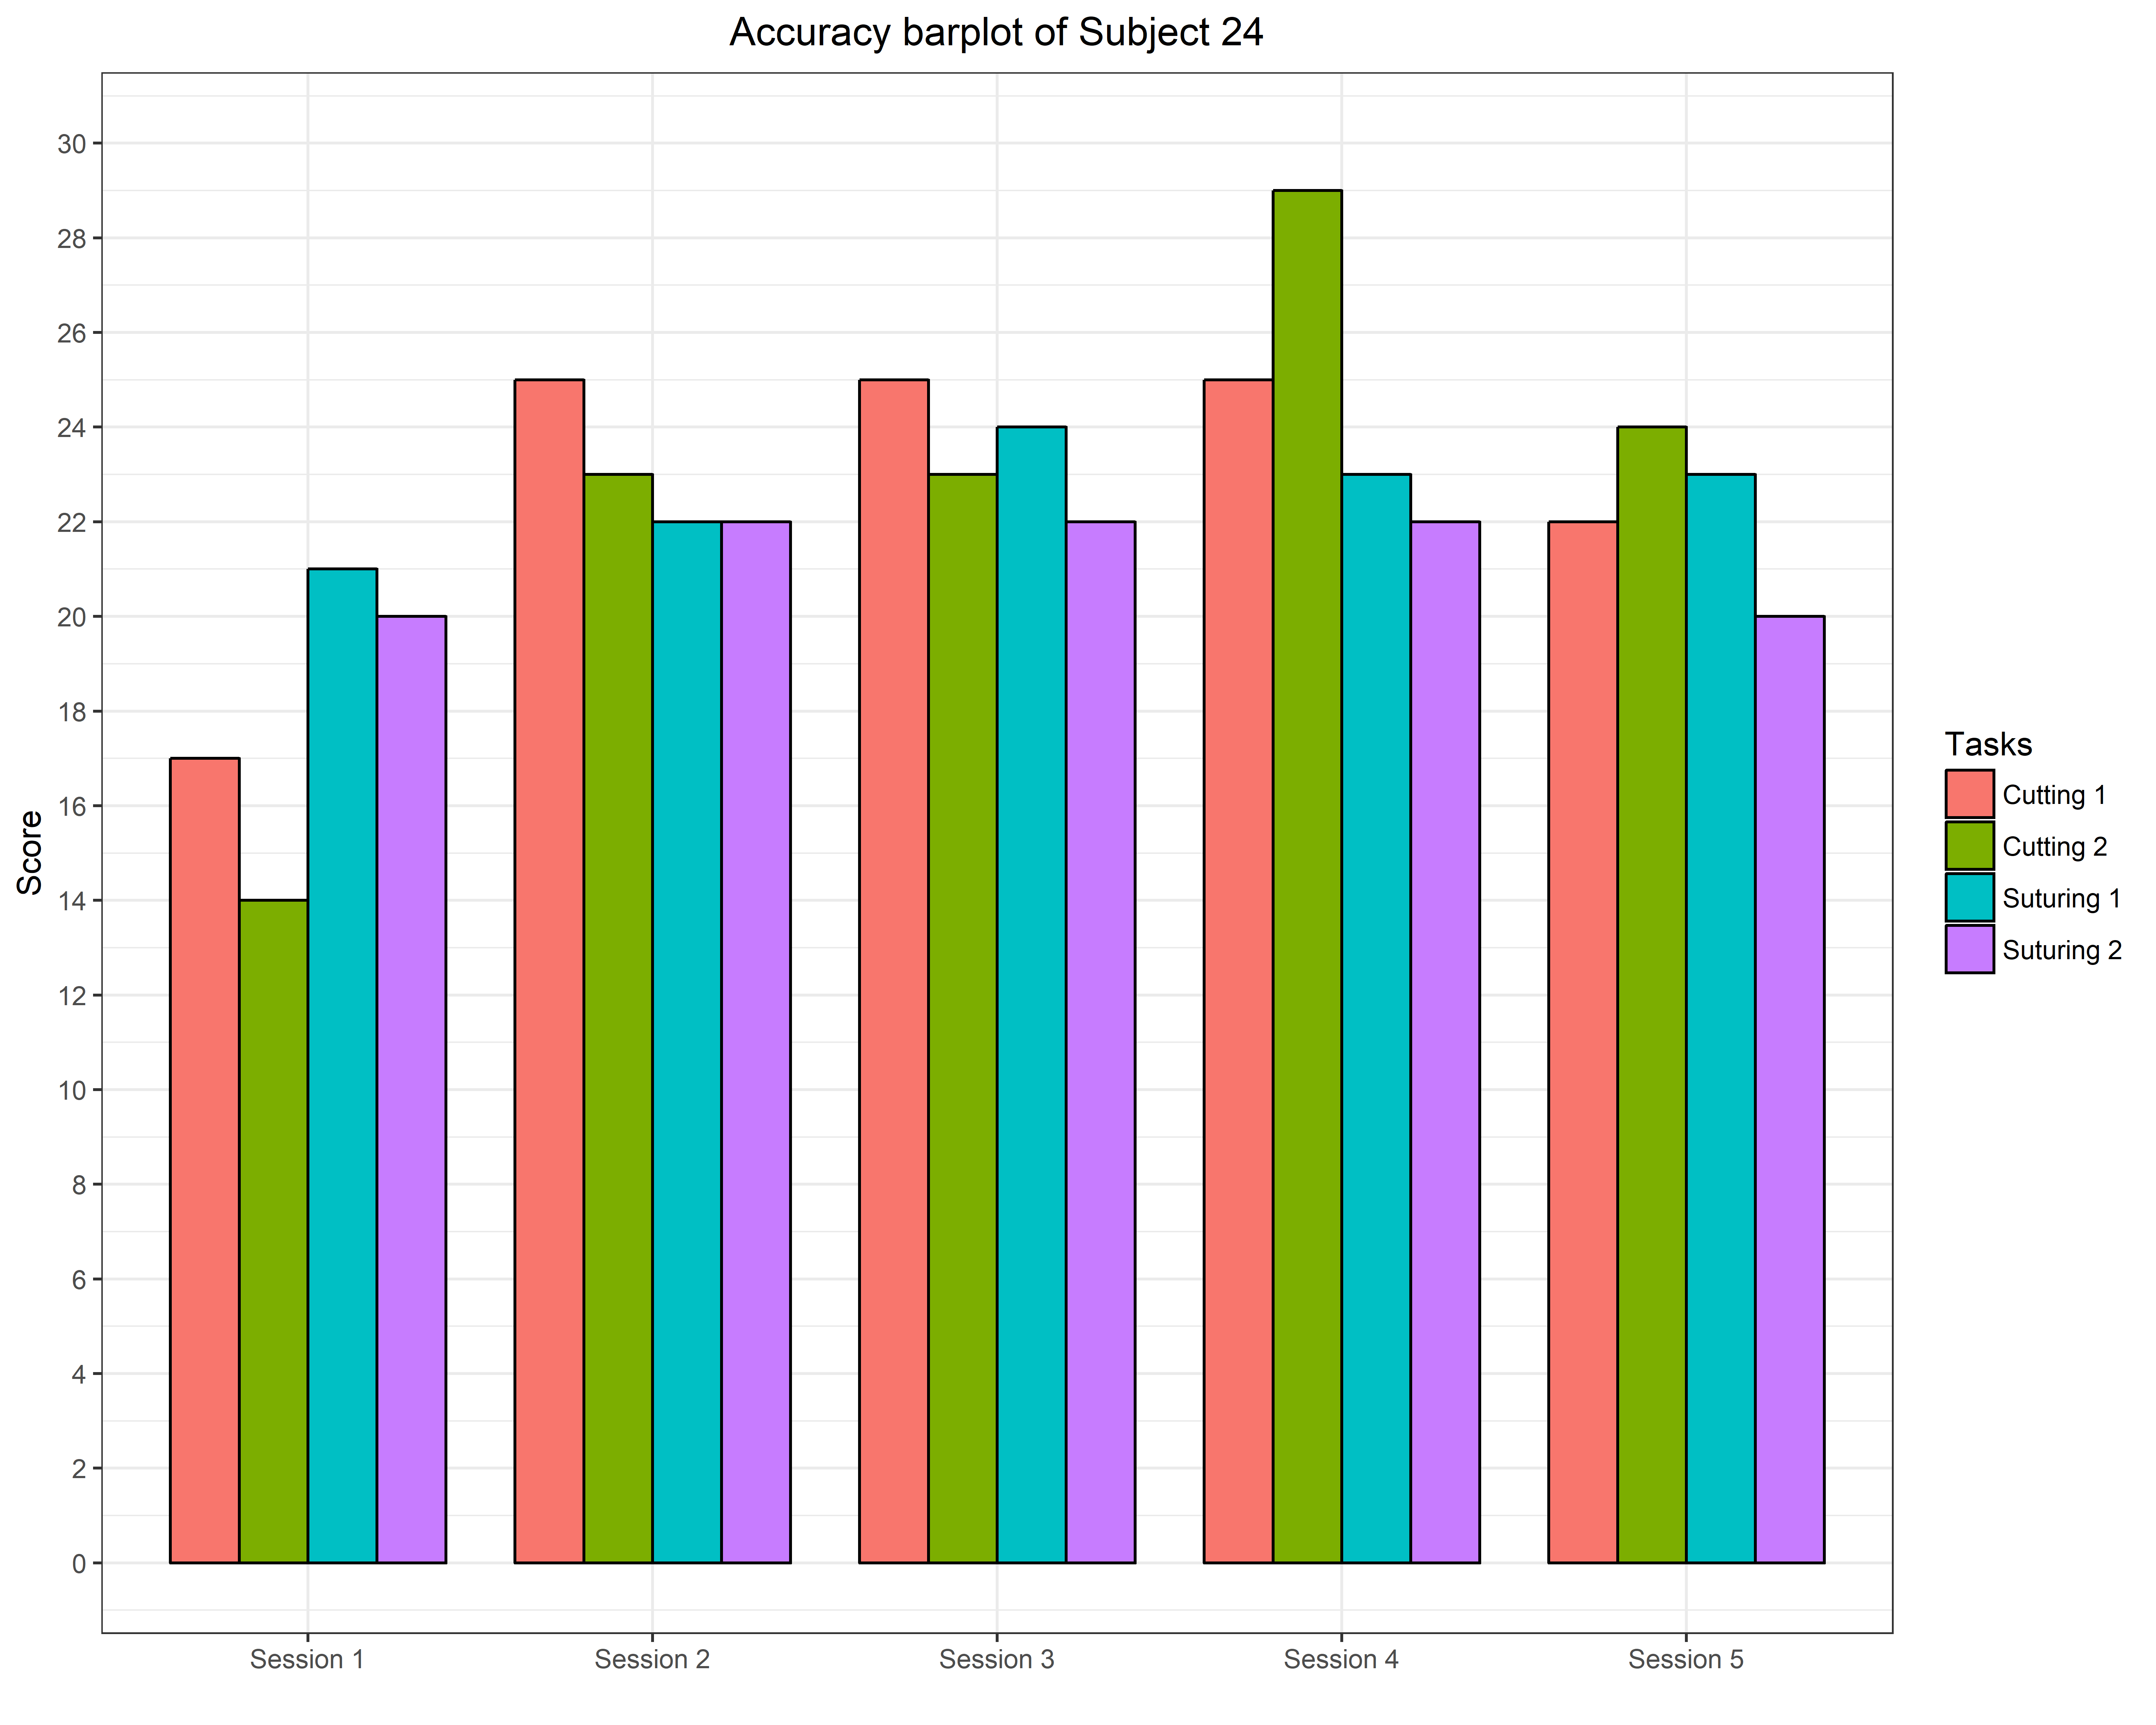 Accuracy barplot of Subject 24
30
28
26
24
22
20
18
16
14
12
10
8
6
4
2
0
Score
Session 1
Session 2
Session 3
Session 4
Session 5
Tasks
Cutting 1
Cutting 2
Suturing 1
Suturing 2